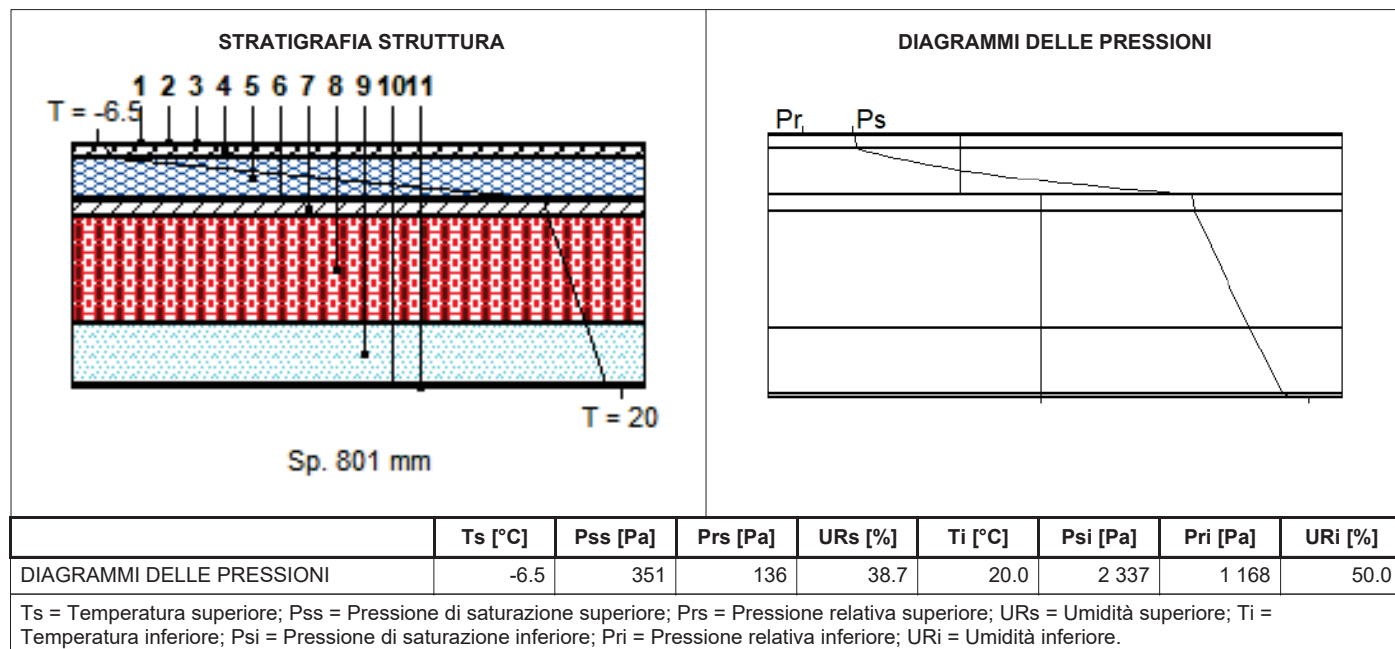 STRATIGRAFIA STRUTTURA
1 2 3 4 5 6 7 8 9 10 11
T = -6.5
T = 20
Sp. 801 mm
DIAGRAMMI DELLE PRESSIONI
Pr Ps
Ts [°C] Pss [Pa] Prs [Pa] URs [%] Ti [°C] Psi [Pa] Pri [Pa] URi [%]
DIAGRAMMI DELLE PRESSIONI -6.5 351 136 38.7 20.0 2 337 1 168 50.0
Ts = Temperatura superiore; Pss = Pressione di saturazione superiore; Prs = Pressione relativa superiore; URs = Umidità superiore; Ti =
Temperatura inferiore; Psi = Pressione di saturazione inferiore; Pri = Pressione relativa inferiore; URi = Umidità inferiore.